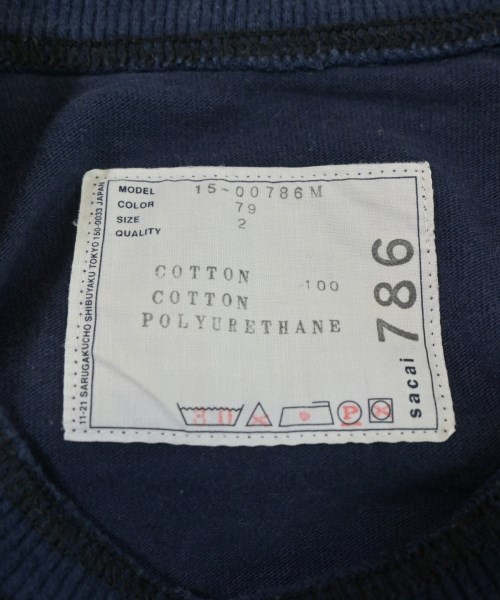 MODEL 15-00786M
COLOR 79
SIZE 2
QUALITY
COTTON 100
COTTON
POLYURETHANE
30 P
sacai 786
11-21 SARUGAKUCHO SHIBUYAKU TOKYO 150-0033 JAPAN